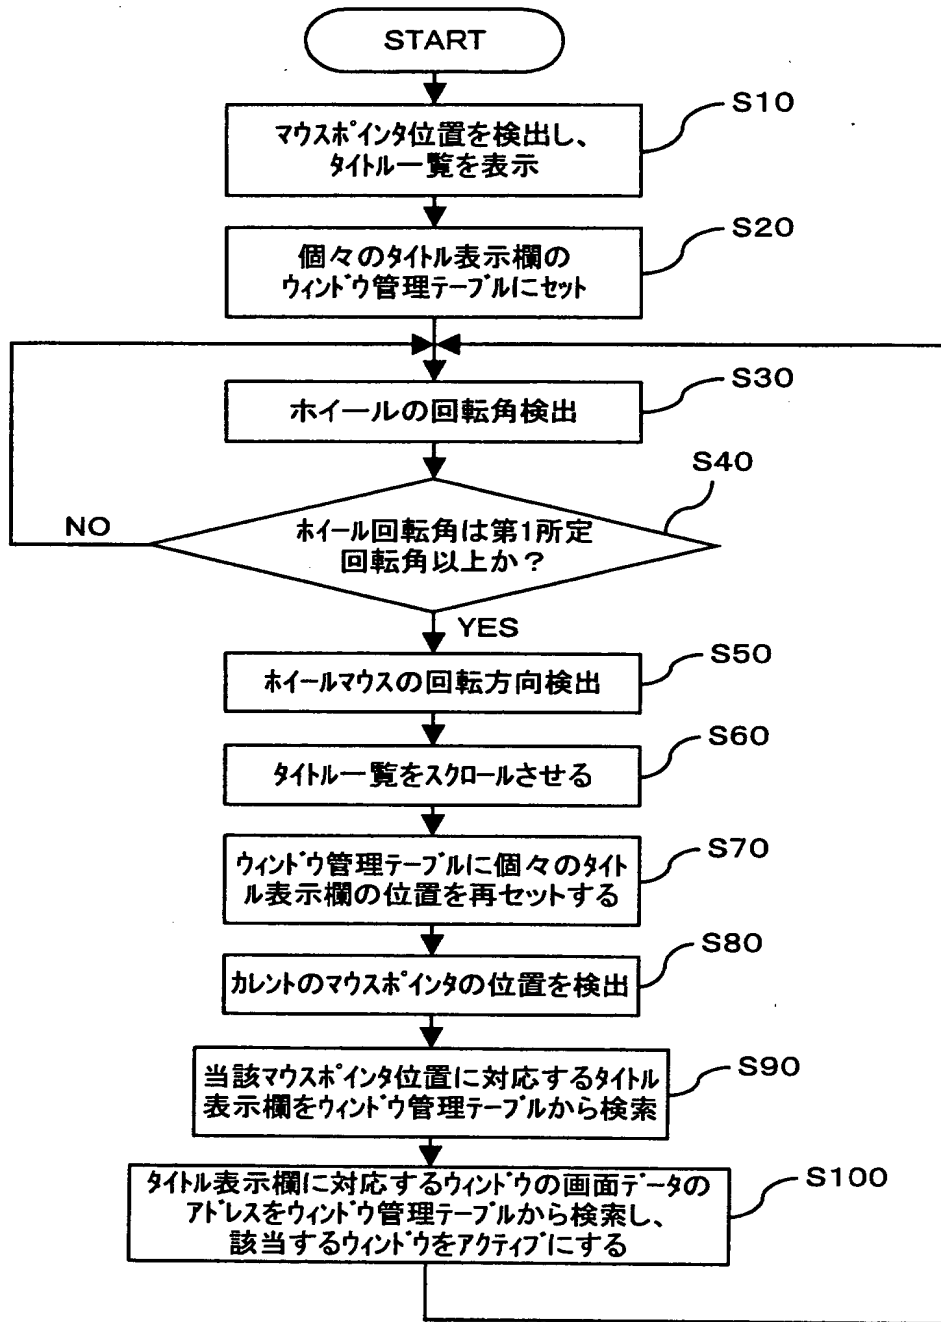 START
S10
マウスポインタ位置を検出し、
タイトル一覧を表示
S20
個々のタイトル表示欄の
ウィンドウ管理テーブルにセット
S30
ホイールの回転角検出
S40
ホイール回転角は第1所定
回転角以上か？
NO
YES
S50
ホイールマウスの回転方向検出
S60
タイトル一覧をスクロールさせる
S70
ウィンドウ管理テーブルに個々のタイト
ル表示欄の位置を再セットする
S80
カレントのマウスポインタの位置を検出
S90
当該マウスポインタ位置に対応するタイトル
表示欄をウィンドウ管理テーブルから検索
S100
タイトル表示欄に対応するウィンドウの画面データの
アドレスをウィンドウ管理テーブルから検索し、
該当するウィンドウをアクティブにする